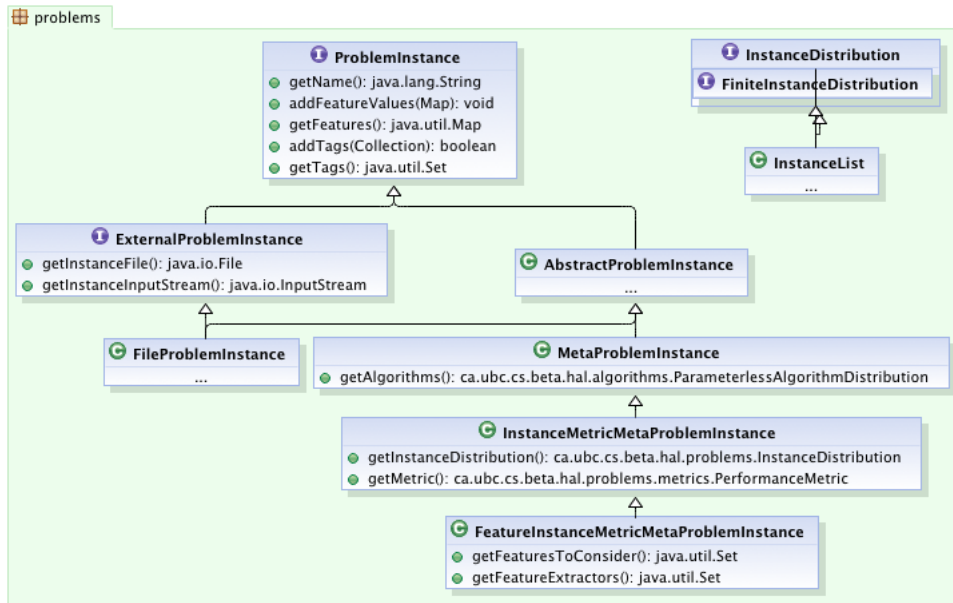 problems
ProblemInstance
getName(): java.lang.String
addFeatureValues(Map): void
getFeatures(): java.util.Map
addTags(Collection): boolean
getTags(): java.util.Set
InstanceDistribution
FiniteInstanceDistribution
InstanceList
...
ExternalProblemInstance
getInstanceFile(): java.io.File
getInstanceInputStream(): java.io.InputStream
AbstractProblemInstance
...
FileProblemInstance
...
MetaProblemInstance
getAlgorithms(): ca.ubc.cs.beta.hal.algorithms.ParameterlessAlgorithmDistribution
InstanceMetricMetaProblemInstance
getInstanceDistribution(): ca.ubc.cs.beta.hal.problems.InstanceDistribution
getMetric(): ca.ubc.cs.beta.hal.problems.metrics.PerformanceMetric
FeatureInstanceMetricMetaProblemInstance
getFeaturesToConsider(): java.util.Set
getFeatureExtractors(): java.util.Set